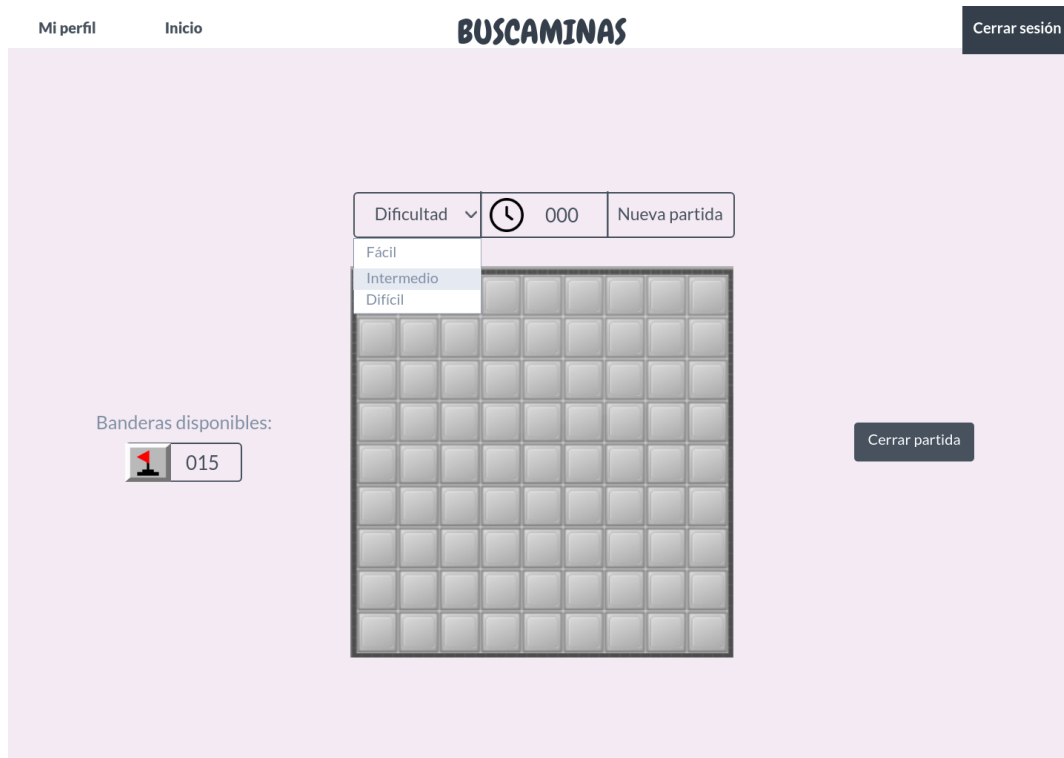 Mi perfil
Inicio
BUSCAMINAS
Cerrar sesión
Dificultad
000
Nueva partida
Fácil
Intermedio
Difícil
Banderas disponibles:
015
Cerrar partida